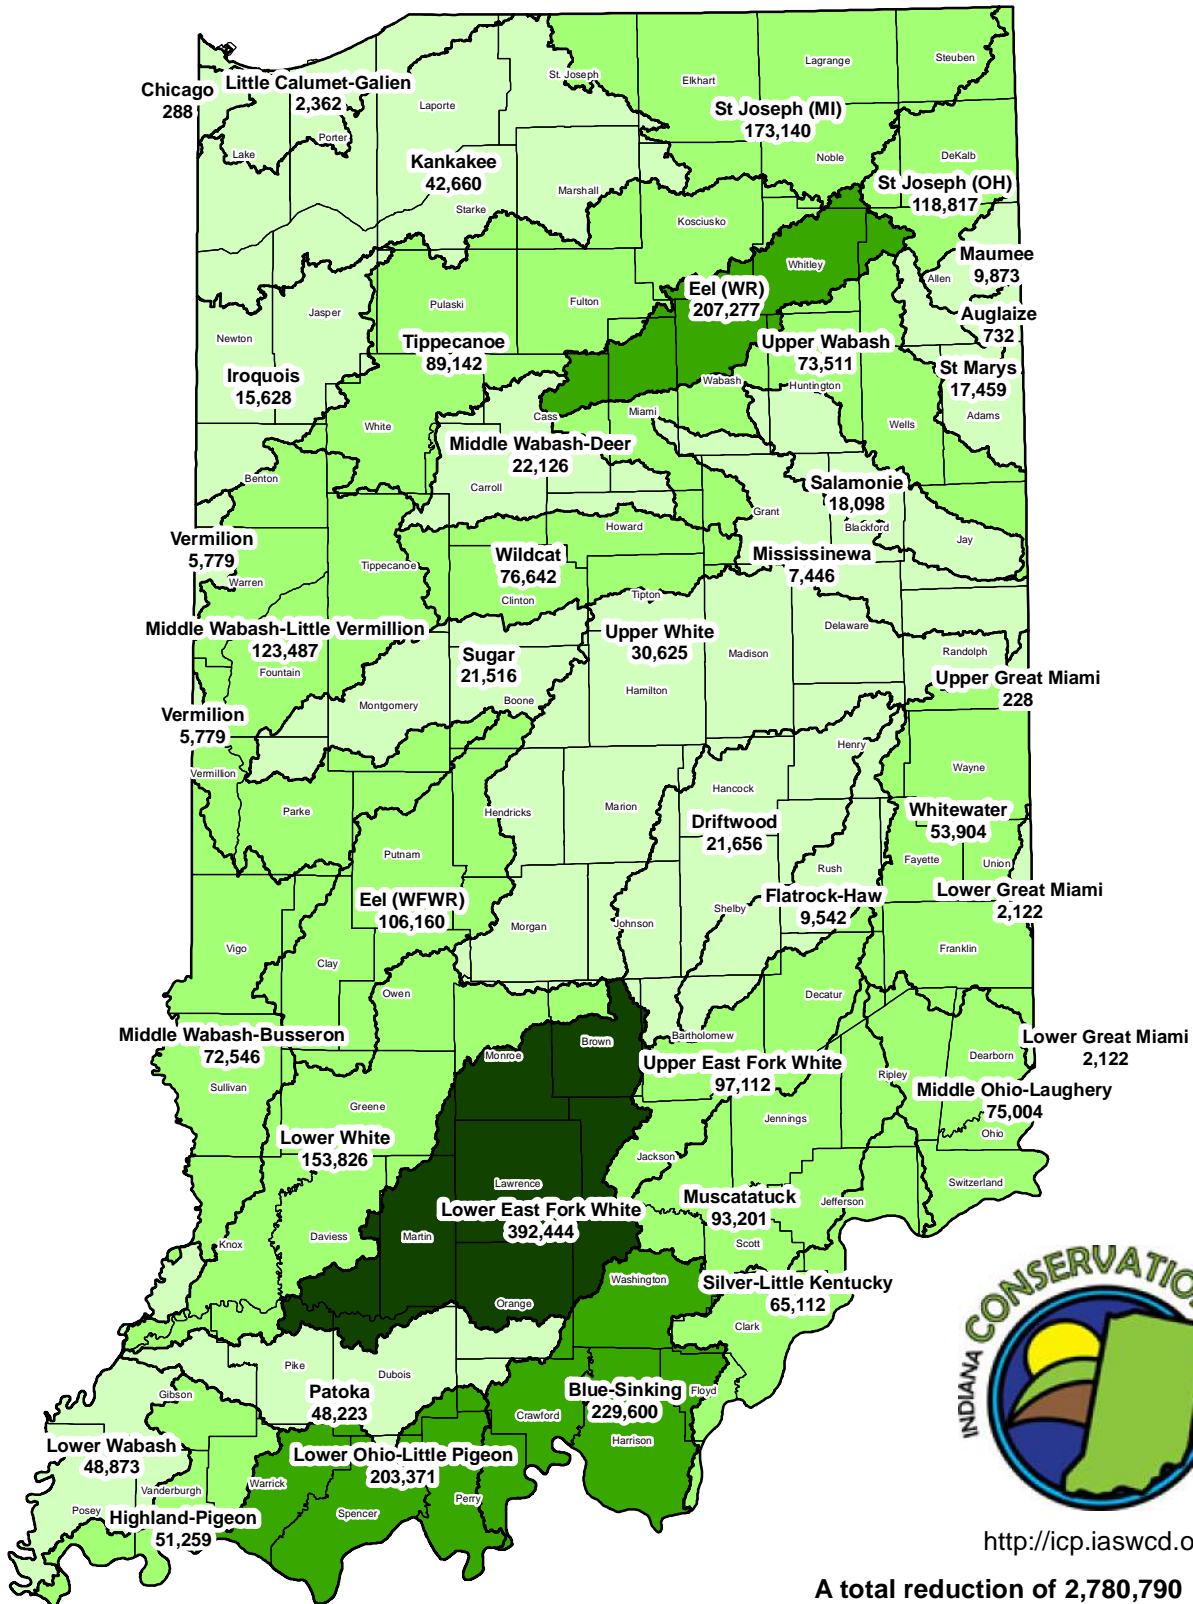 Steuben
Lagrange
St. Joseph
Elkhart
Chicago
288
Little Calumet-Galien
2,362
Laporte
St Joseph (MI)
173,140
Porter
Lake
Noble
DeKalb
Kankakee
42,660
Marshall
St Joseph (OH)
118,817
Starke
Kosciusko
Whitley
Maumee
9,873
Allen
Eel (WR)
207,277
Pulaski
Fulton
Jasper
Auglaize
732
Newton
Tippecanoe
89,142
Upper Wabash
73,511
St Marys
17,459
Iroquois
15,628
Wabash
Huntington
Adams
Cass
Miami
White
Wells
Middle Wabash-Deer
22,126
Benton
Carroll
Salamonie
18,098
Grant
Blackford
Jay
Howard
Vermilion
5,779
Wildcat
76,642
Mississinewa
7,446
Tippecanoe
Warren
Clinton
Tipton
Middle Wabash-Little Vermillion
123,487
Upper White
30,625
Delaware
Sugar
21,516
Madison
Randolph
Fountain
Hamilton
Upper Great Miami
228
Boone
Montgomery
Vermilion
5,779
Henry
Vermillion
Wayne
Hancock
Parke
Hendricks
Marion
Driftwood
21,656
Whitewater
53,904
Putnam
Fayette
Union
Rush
Eel (WFWR)
106,160
Flatrock-Haw
9,542
Lower Great Miami
2,122
Shelby
Morgan
Johnson
Vigo
Franklin
Clay
Owen
Decatur
Middle Wabash-Busseron
72,546
Bartholomew
Brown
Monroe
Lower Great Miami
2,122
Dearborn
Upper East Fork White
97,112
Ripley
Sullivan
Middle Ohio-Laughery
75,004
Greene
Jennings
Ohio
Lower White
153,826
Jackson
Lawrence
Switzerland
Muscatatuck
93,201
Jefferson
Lower East Fork White
392,444
Knox
Daviess
Martin
Scott
Washington
Silver-Little Kentucky
65,112
Orange
Clark
Pike
Dubois
Patoka
48,223
Gibson
Blue-Sinking
229,600
Floyd
Crawford
Harrison
Lower Wabash
48,873
Lower Ohio-Little Pigeon
203,371
Vanderburgh
Warrick
Perry
Posey
Spencer
Highland-Pigeon
51,259
INDIANA CONSERVATIO
http://icp.iaswcd.o
A total reduction of 2,780,790